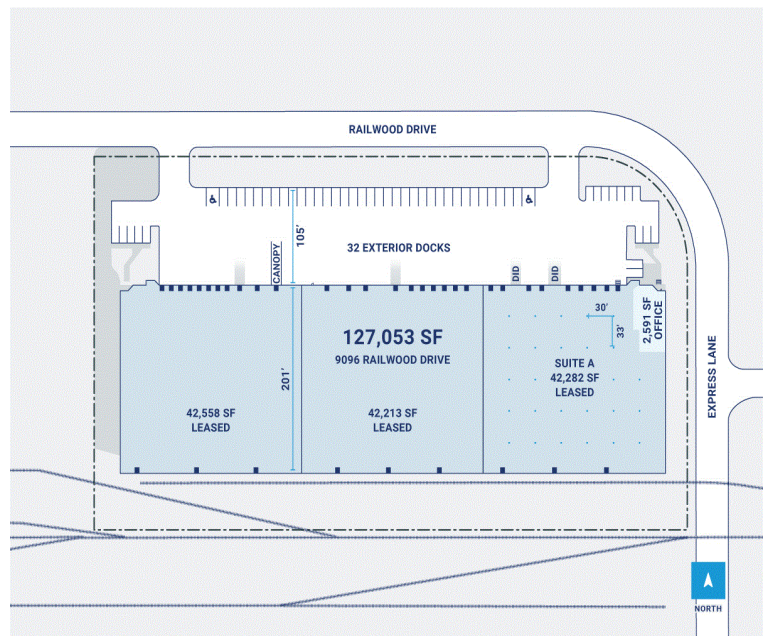 RAILWOOD DRIVE
105'
32 EXTERIOR DOCKS
CANOPY
DID
DID
30'
33'
2,591 SF
OFFICE
127,053 SF
9096 RAILWOOD DRIVE
201'
SUITE A
42,282 SF
LEASED
EXPRESS LANE
42,558 SF
LEASED
42,213 SF
LEASED
NORTH